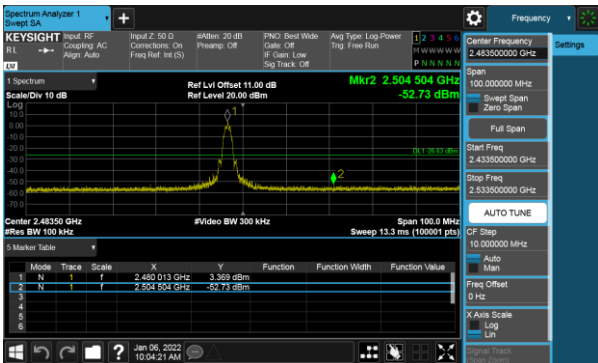 Spectrum Analyzer 1
Swept SA
+
Frequency
KEYSIGHT Input: RF Input Z: 50 Ω #Atten: 20 dB PNO: Best Wide Avg Type: Log-Power 1 2 3 4 5 6
RL Coupling: AC Corrections: On Preamp: Off Gate: Off Trig: Free Run M W W W W W
Align: Auto Freq Ref: Int (S) IF Gain: Low P N N N N N
Sig Track: Off
LXI
1 Spectrum
Ref Lvl Offset 11.00 dB Mkr2 2.504 504 GHz
Scale/Div 10 dB Ref Level 20.00 dBm -52.73 dBm
Log
10.0
0.00
-10.0
-20.0
-30.0
-40.0
-50.0
-60.0
-70.0
1
DL1 -26.63 dBm
2
Center 2.48350 GHz #Video BW 300 kHz Span 100.0 MHz
#Res BW 100 kHz Sweep 13.3 ms (100001 pts)
5 Marker Table
Mode Trace Scale X Y Function Function Width Function Value
1 N 1 f 2.480 013 GHz 3.369 dBm
2 N 1 f 2.504 504 GHz -52.73 dBm
3
4
5
6
Center Frequency
2.483500000 GHz
Settings
Span
100.000000 MHz
Swept Span
Zero Span
Full Span
Start Freq
2.433500000 GHz
Stop Freq
2.533500000 GHz
AUTO TUNE
CF Step
10.000000 MHz
Auto
Man
Freq Offset
0 Hz
X Axis Scale
Log
Lin
Signal Track
(Span Zoom)
?
Jan 06, 2022
10:04:21 AM